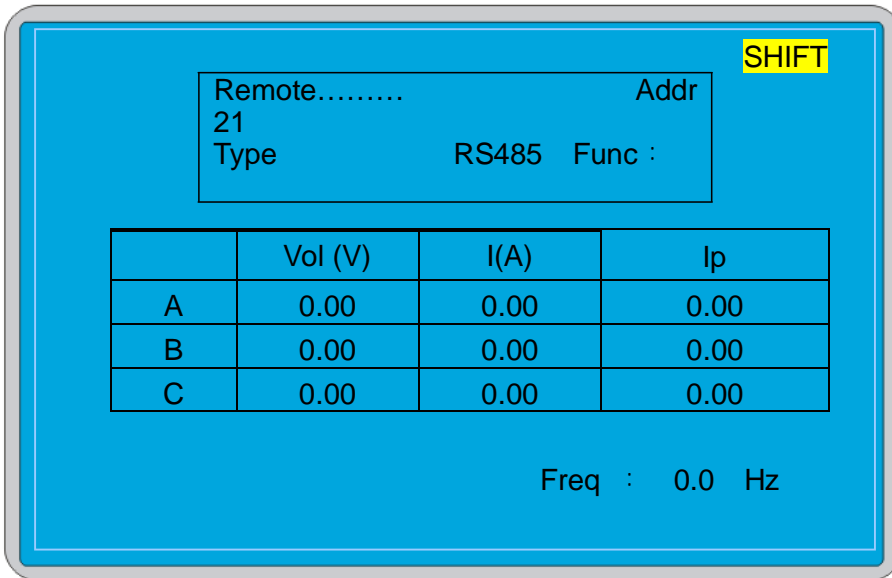 SHIFT
Remote……… Addr
21
Type RS485 Func：
Vol (V) I(A) Ip
A 0.00 0.00 0.00
B 0.00 0.00 0.00
C 0.00 0.00 0.00
Freq ： 0.0 Hz